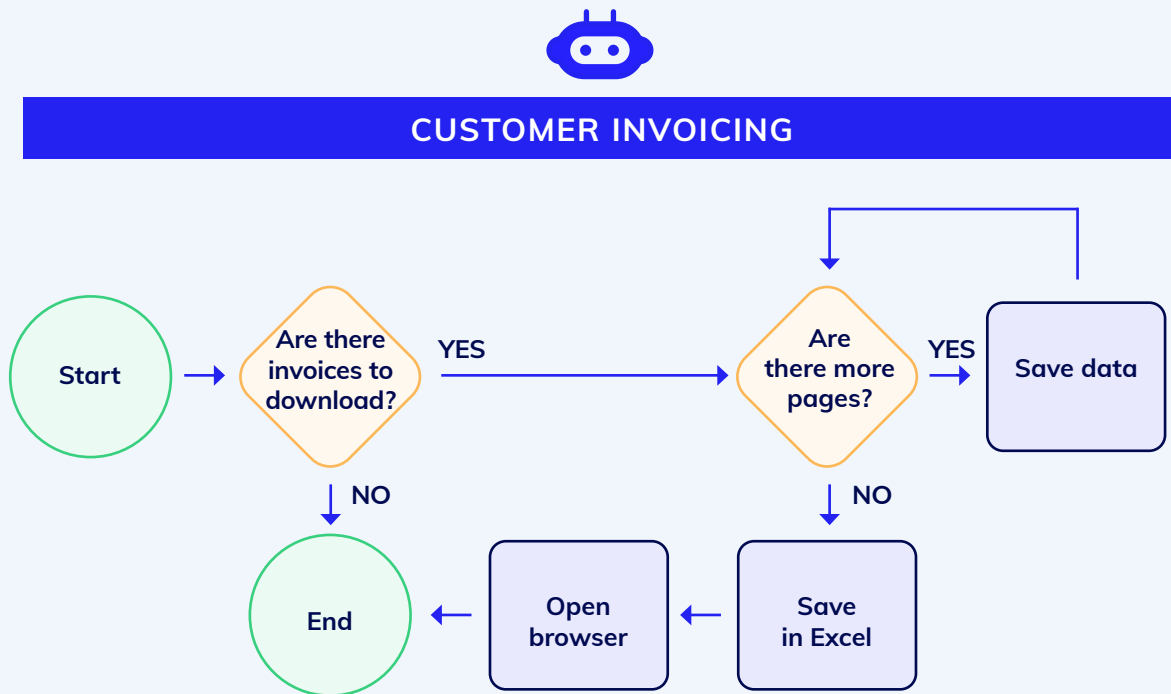 CUSTOMER INVOICING
Start
Are there
invoices to
download?
YES
Are
there more
pages?
YES
Save data
NO
NO
End
Open
browser
Save
in Excel